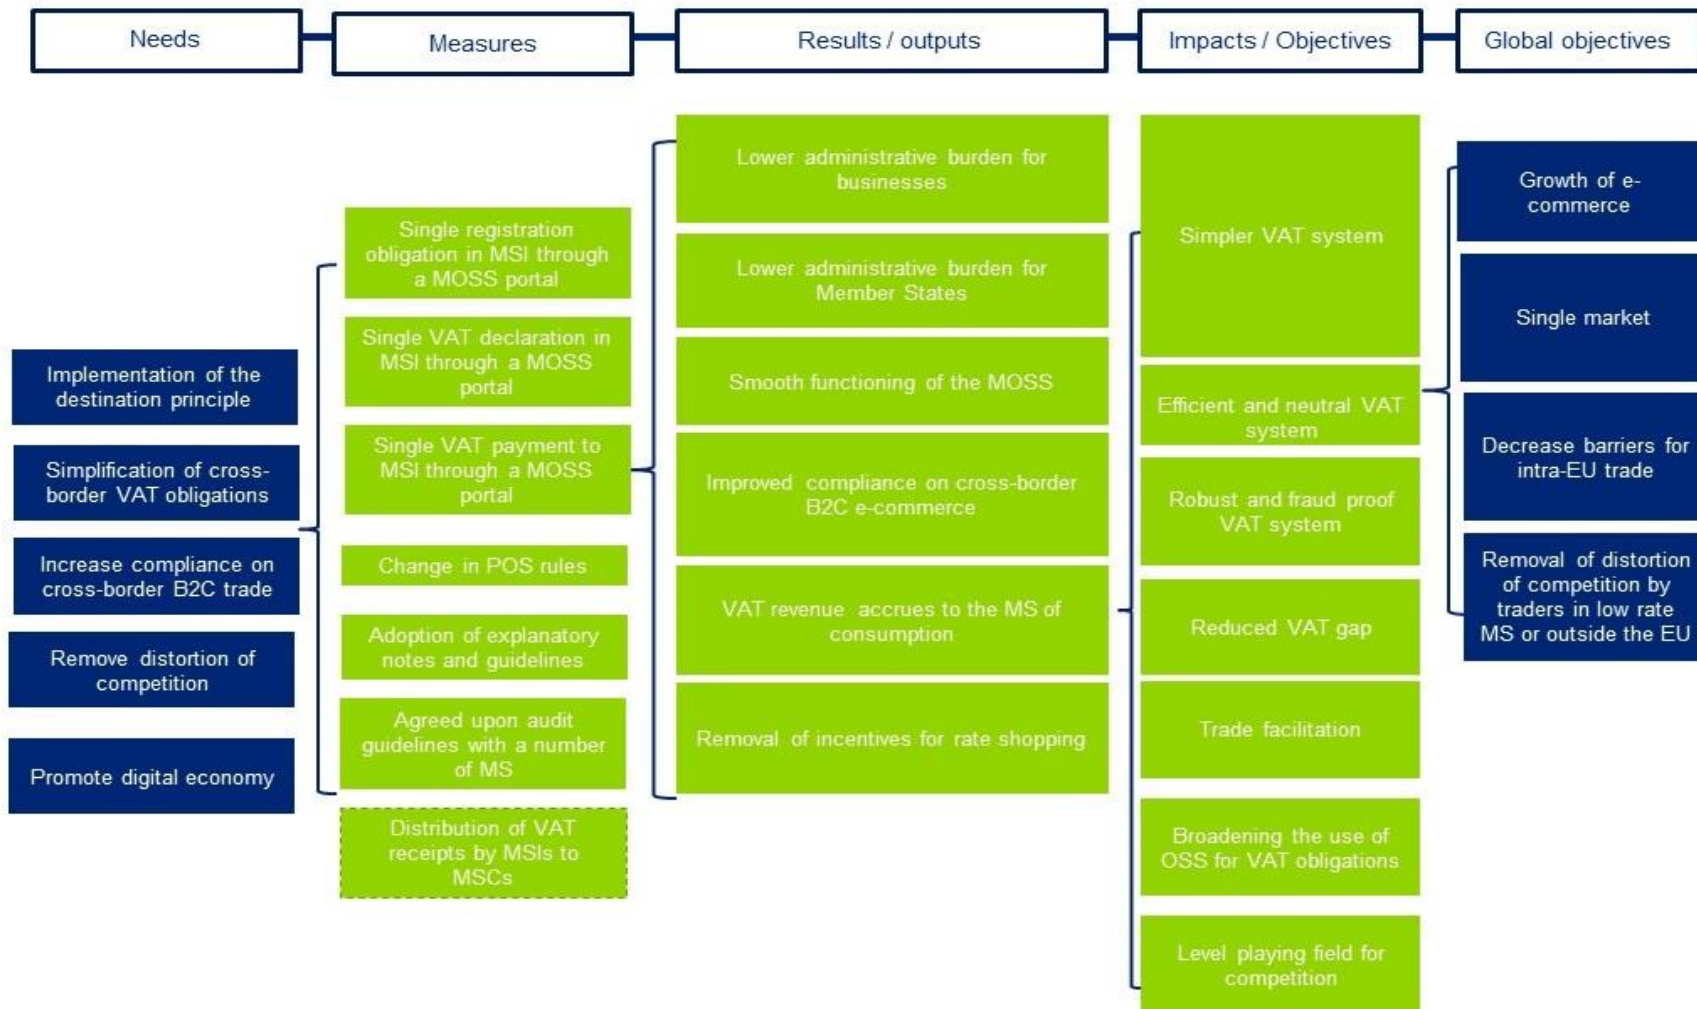 Needs
Measures
Results / outputs
Impacts / Objectives
Global objectives
Implementation of the
destination principle
Simplification of cross-
border VAT obligations
Increase compliance on
cross-border B2C trade
Remove distortion of
competition
Promote digital economy
Single registration
obligation in MSI through
a MOSS portal
Single VAT declaration in
MSI through a MOSS
portal
Single VAT payment to
MSI through a MOSS
portal
Change in POS rules
Adoption of explanatory
notes and guidelines
Agreed upon audit
guidelines with a number
of MS
Distribution of VAT
receipts by MSIs to
MSCs
Lower administrative burden for
businesses
Lower administrative burden for
Member States
Smooth functioning of the MOSS
Improved compliance on cross-border
B2C e-commerce
VAT revenue accrues to the MS of
consumption
Removal of incentives for rate shopping
Simpler VAT system
Efficient and neutral VAT
system
Robust and fraud proof
VAT system
Reduced VAT gap
Trade facilitation
Broadening the use of
OSS for VAT obligations
Level playing field for
competition
Growth of e-
commerce
Single market
Decrease barriers for
intra-EU trade
Removal of distortion
of competition by
traders in low rate
MS or outside the EU